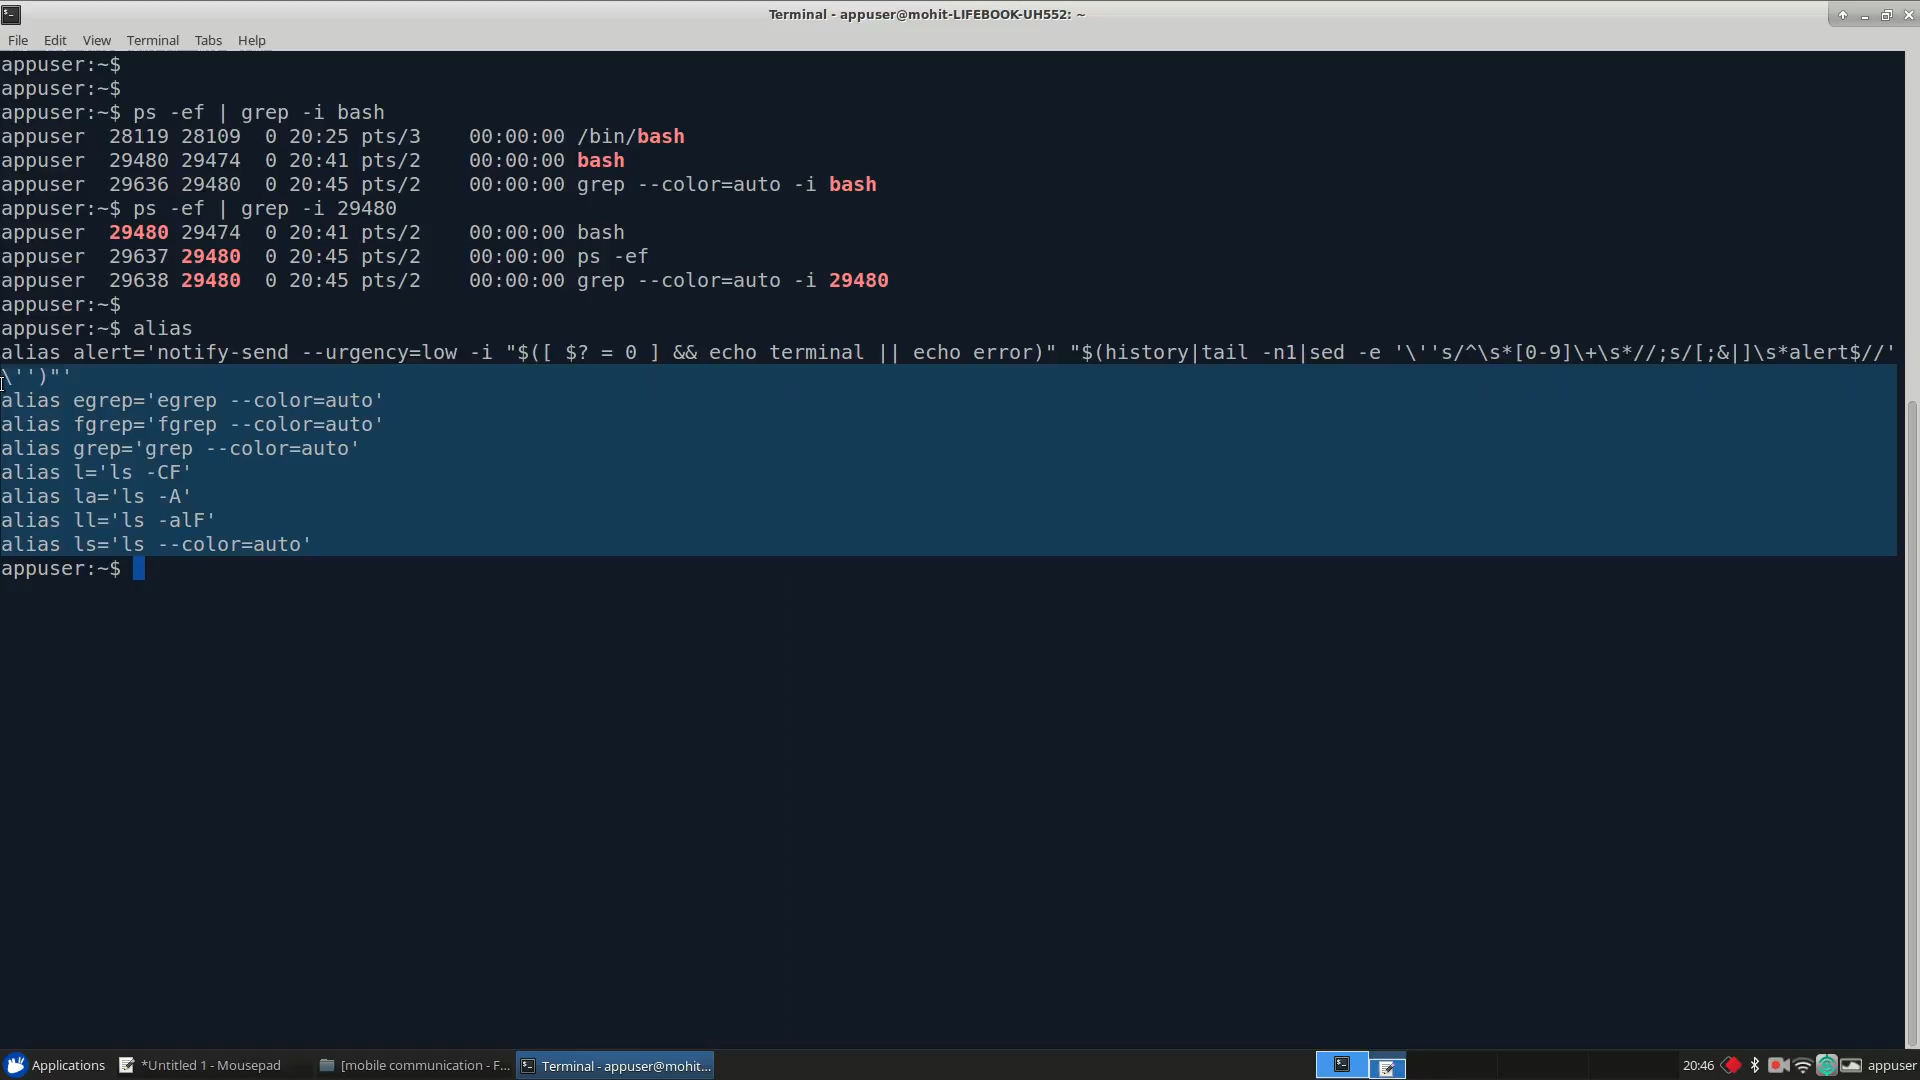 Terminal - appuser@mohit-LIFEBOOK-UH552: ~
File Edit View Terminal Tabs Help
appuser:~$
appuser:~$
appuser:~$ ps -ef | grep -i bash
appuser  28119 28109  0 20:25 pts/3    00:00:00 /bin/bash
appuser  29480 29474  0 20:41 pts/2    00:00:00 bash
appuser  29636 29480  0 20:45 pts/2    00:00:00 grep --color=auto -i bash
appuser:~$ ps -ef | grep -i 29480
appuser  29480 29474  0 20:41 pts/2    00:00:00 bash
appuser  29637 29480  0 20:45 pts/2    00:00:00 ps -ef
appuser  29638 29480  0 20:45 pts/2    00:00:00 grep --color=auto -i 29480
appuser:~$
appuser:~$ alias
alias alert='notify-send --urgency=low -i "$([ $? = 0 ] && echo terminal || echo error)" "$(history|tail -n1|sed -e '\''s/^\s*[0-9]\+\s*//;s/[;&|]\s*alert$//'
\'')"'
alias egrep='egrep --color=auto'
alias fgrep='fgrep --color=auto'
alias grep='grep --color=auto'
alias l='ls -CF'
alias la='ls -A'
alias ll='ls -alF'
alias ls='ls --color=auto'
appuser:~$
Applications *Untitled 1 - Mousepad [mobile communication - F... Terminal - appuser@mohit... 20:46 appuser